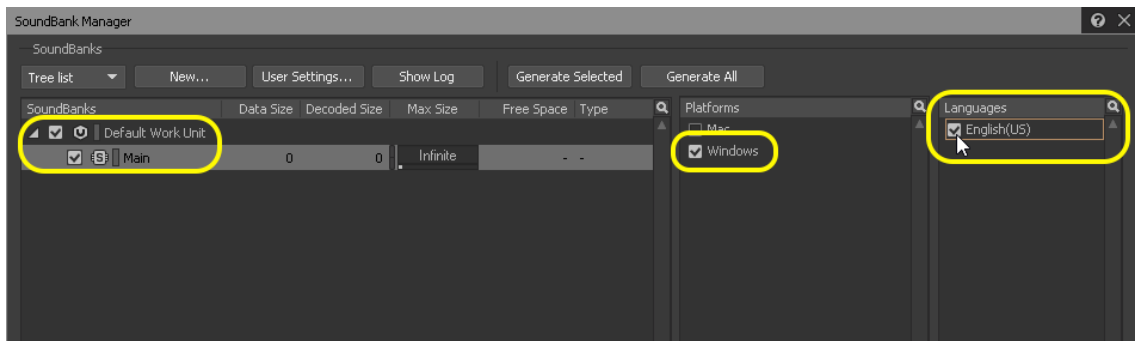 SoundBank Manager
SoundBanks
Tree list New... User Settings... Show Log Generate Selected Generate All
SoundBanks Data Size Decoded Size Max Size Free Space Type Platforms Languages
Default Work Unit Mac English(US)
S Main 0 0 Infinite - - Windows